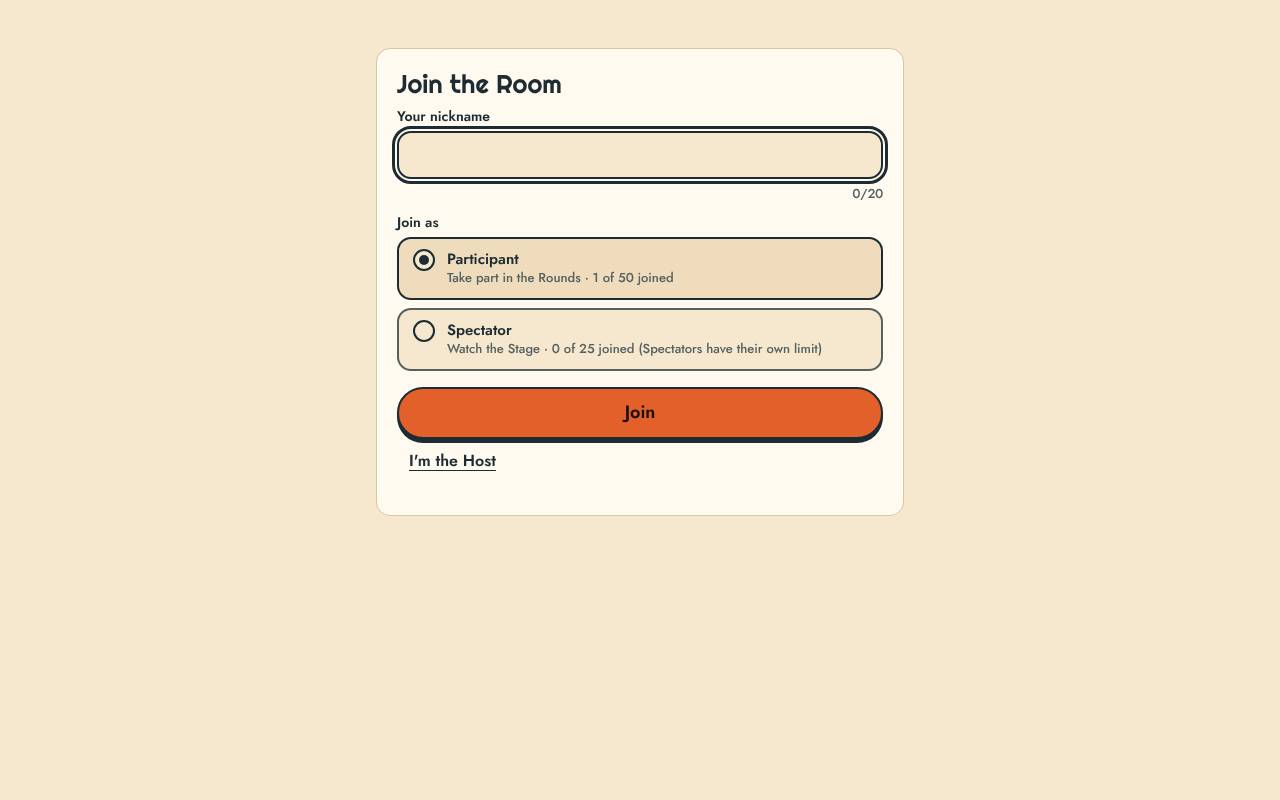 Join the Room
Your nickname
0/20
Join as
Participant
Take part in the Rounds · 1 of 50 joined
Spectator
Watch the Stage · 0 of 25 joined (Spectators have their own limit)
Join
I'm the Host